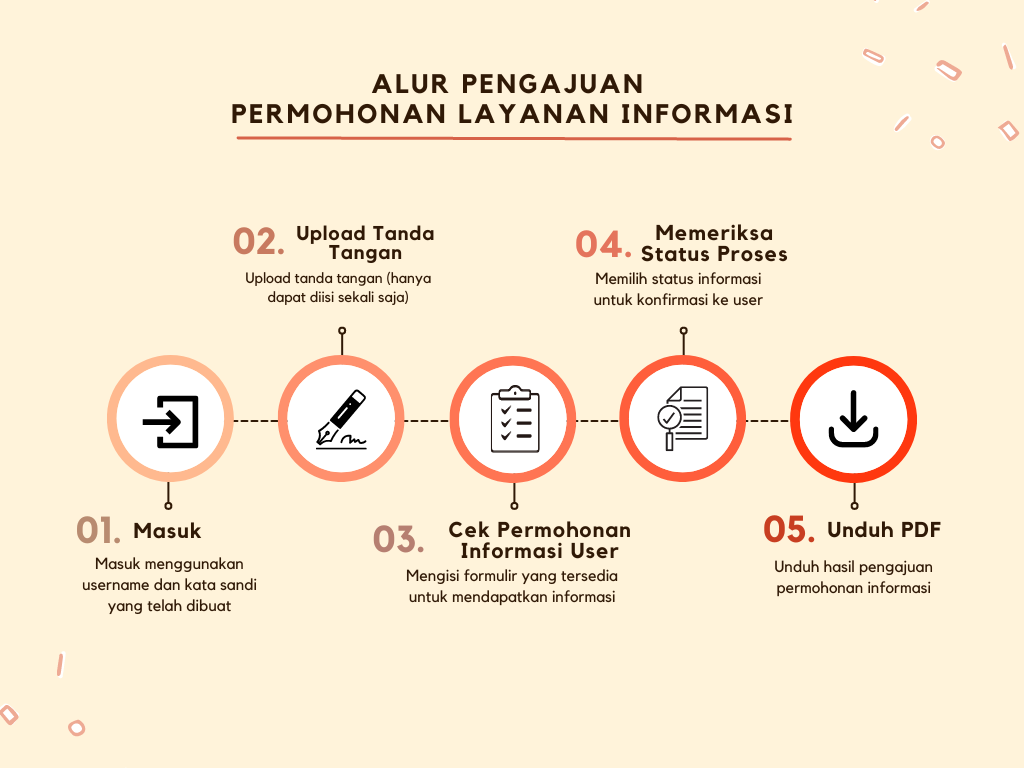 ALUR PENGAJUAN
PERMOHONAN LAYANAN INFORMASI
01. Masuk
Masuk menggunakan
username dan kata sandi
yang telah dibuat
02. Upload Tanda
Tangan
Upload tanda tangan (hanya
dapat diisi sekali saja)
03. Cek Permohonan
Informasi User
Mengisi formulir yang tersedia
untuk mendapatkan informasi
04. Memeriksa
Status Proses
Memilih status informasi
untuk konfirmasi ke user
05. Unduh PDF
Unduh hasil pengajuan
permohonan informasi